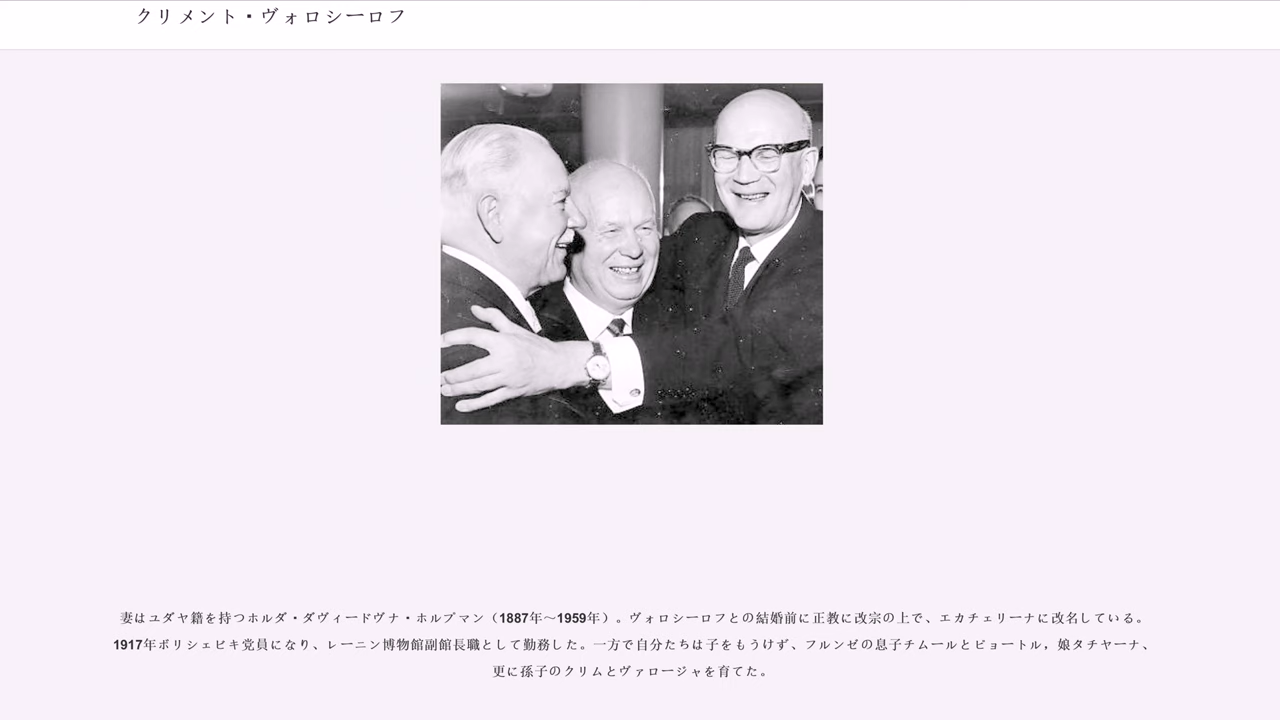 クリメント・ヴォロシーロフ
妻はユダヤ籍を持つホルダ・ダヴィードヴナ・ホルプマン（1887年～1959年）。ヴォロシーロフとの結婚前に正教に改宗の上で、エカチェリーナに改名している。
1917年ボリシェビキ党員になり、レーニン博物館副館長職として勤務した。一方で自分たちは子をもうけず、フルンゼの息子チムールとピョートル，娘タチヤーナ、
更に孫子のクリムとヴァロージャを育てた。